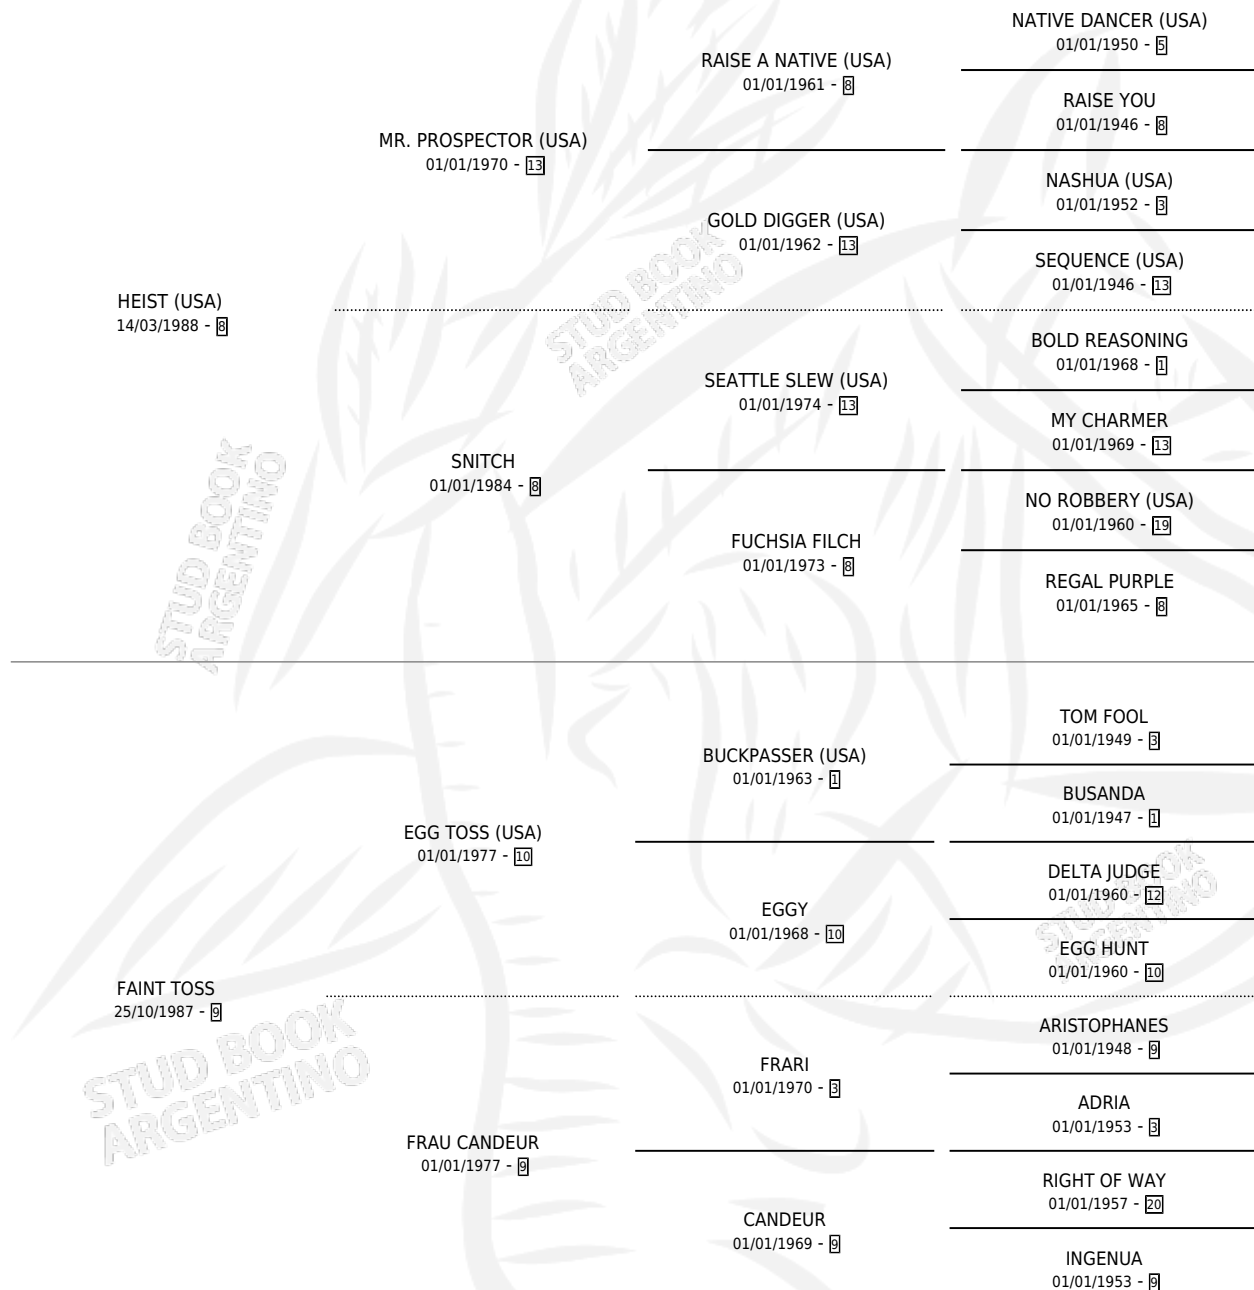 NATIVE DANCER (USA)
01/01/1950 - 5
RAISE A NATIVE (USA)
01/01/1961 - 8
RAISE YOU
01/01/1946 - 8
MR. PROSPECTOR (USA)
01/01/1970 - 13
NASHUA (USA)
01/01/1952 - 3
GOLD DIGGER (USA)
01/01/1962 - 13
SEQUENCE (USA)
01/01/1946 - 13
HEIST (USA)
14/03/1988 - 8
BOLD REASONING
01/01/1968 - 1
SEATTLE SLEW (USA)
01/01/1974 - 13
MY CHARMER
01/01/1969 - 13
SNITCH
01/01/1984 - 8
NO ROBBERY (USA)
01/01/1960 - 19
FUCHSIA FILCH
01/01/1973 - 8
REGAL PURPLE
01/01/1965 - 8
STUD BOOK
ARGENTINO
STUD BOOK
ARGENTINO
TOM FOOL
01/01/1949 - 3
BUCKPASSER (USA)
01/01/1963 - 1
BUSANDA
01/01/1947 - 1
EGG TOSS (USA)
01/01/1977 - 10
DELTA JUDGE
01/01/1960 - 12
EGGY
01/01/1968 - 10
EGG HUNT
01/01/1960 - 10
STUD BOOK
ARGENTINO
FAINT TOSS
25/10/1987 - 9
ARISTOPHANES
01/01/1948 - 9
FRARI
01/01/1970 - 3
ADRIA
01/01/1953 - 3
STUD BOOK
ARGENTINO
FRAU CANDEUR
01/01/1977 - 9
RIGHT OF WAY
01/01/1957 - 20
CANDEUR
01/01/1969 - 9
INGENUA
01/01/1953 - 9